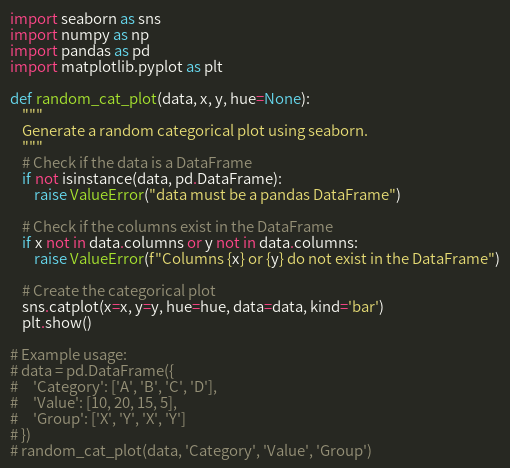 import seaborn as sns
import numpy as np
import pandas as pd
import matplotlib.pyplot as plt

def random_cat_plot(data, x, y, hue=None):
    """
    Generate a random categorical plot using seaborn.
    """
    # Check if the data is a DataFrame
    if not isinstance(data, pd.DataFrame):
        raise ValueError("data must be a pandas DataFrame")

    # Check if the columns exist in the DataFrame
    if x not in data.columns or y not in data.columns:
        raise ValueError(f"Columns {x} or {y} do not exist in the DataFrame")

    # Create the categorical plot
    sns.catplot(x=x, y=y, hue=hue, data=data, kind='bar')
    plt.show()

# Example usage:
# data = pd.DataFrame({
#     'Category': ['A', 'B', 'C', 'D'],
#     'Value': [10, 20, 15, 5],
#     'Group': ['X', 'Y', 'X', 'Y']
# })
# random_cat_plot(data, 'Category', 'Value', 'Group')